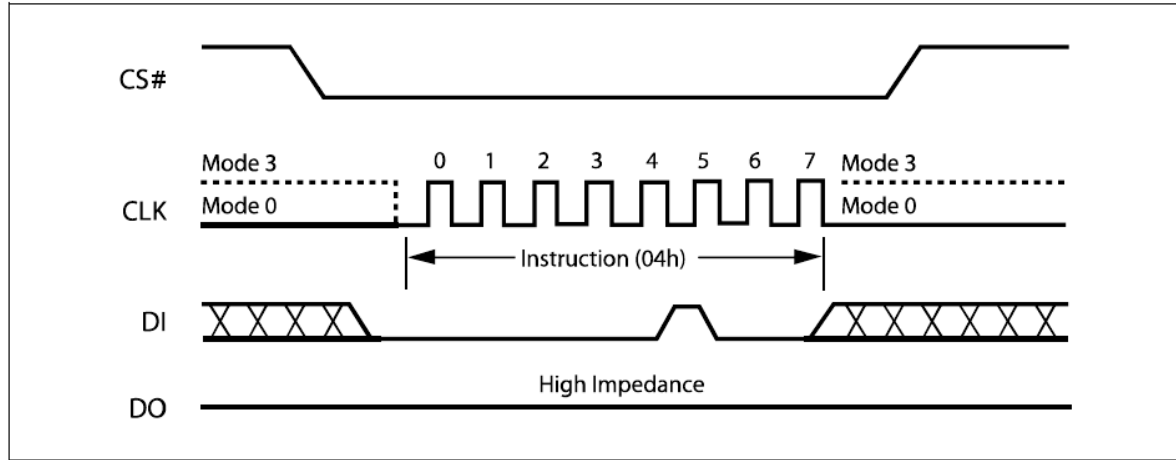 CS#
Mode 3 0 1 2 3 4 5 6 7 Mode 3
CLK Mode 0 Mode 0
Instruction (04h)
DI
High Impedance
DO